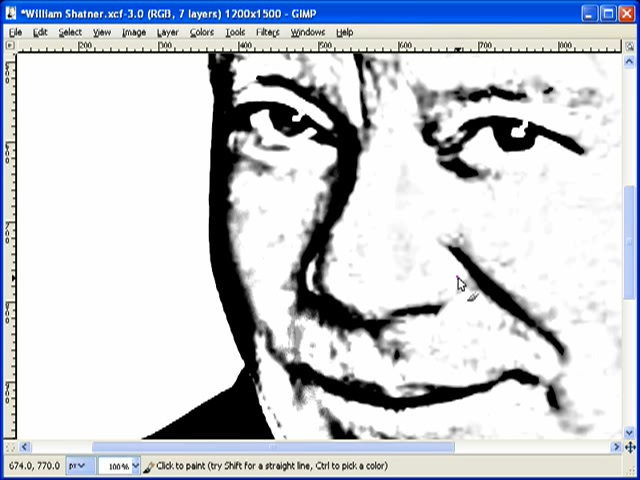 *William Shatner.xcf-3.0 (RGB, 7 layers) 1200x1500 – GIMP
File Edit Select View Image Layer Colors Tools Filters Windows Help
200 300 400 500 600 700 800
674.0, 770.0 px 100% Click to paint (try Shift for a straight line, Ctrl to pick a color)